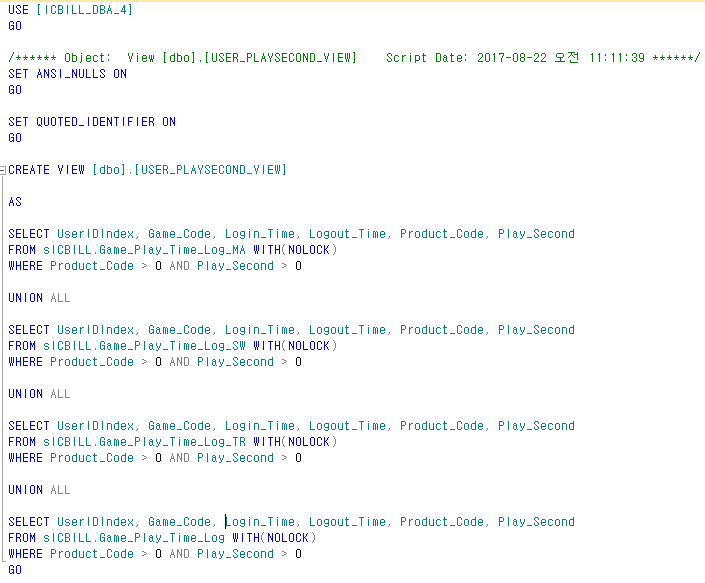 USE [ICBILL_DBA_4]
GO
/****** Object:  View [dbo].[USER_PLAYSECOND_VIEW]    Script Date: 2017-08-22 오전 11:11:39 ******/
SET ANSI_NULLS ON
GO
SET QUOTED_IDENTIFIER ON
GO
CREATE VIEW [dbo].[USER_PLAYSECOND_VIEW]
AS
SELECT UserIDIndex, Game_Code, Login_Time, Logout_Time, Product_Code, Play_Second
FROM sICBILL.Game_Play_Time_Log_MA WITH(NOLOCK)
WHERE Product_Code > 0 AND Play_Second > 0
UNION ALL
SELECT UserIDIndex, Game_Code, Login_Time, Logout_Time, Product_Code, Play_Second
FROM sICBILL.Game_Play_Time_Log_SW WITH(NOLOCK)
WHERE Product_Code > 0 AND Play_Second > 0
UNION ALL
SELECT UserIDIndex, Game_Code, Login_Time, Logout_Time, Product_Code, Play_Second
FROM sICBILL.Game_Play_Time_Log_TR WITH(NOLOCK)
WHERE Product_Code > 0 AND Play_Second > 0
UNION ALL
SELECT UserIDIndex, Game_Code, Login_Time, Logout_Time, Product_Code, Play_Second
FROM sICBILL.Game_Play_Time_Log WITH(NOLOCK)
WHERE Product_Code > 0 AND Play_Second > 0
GO